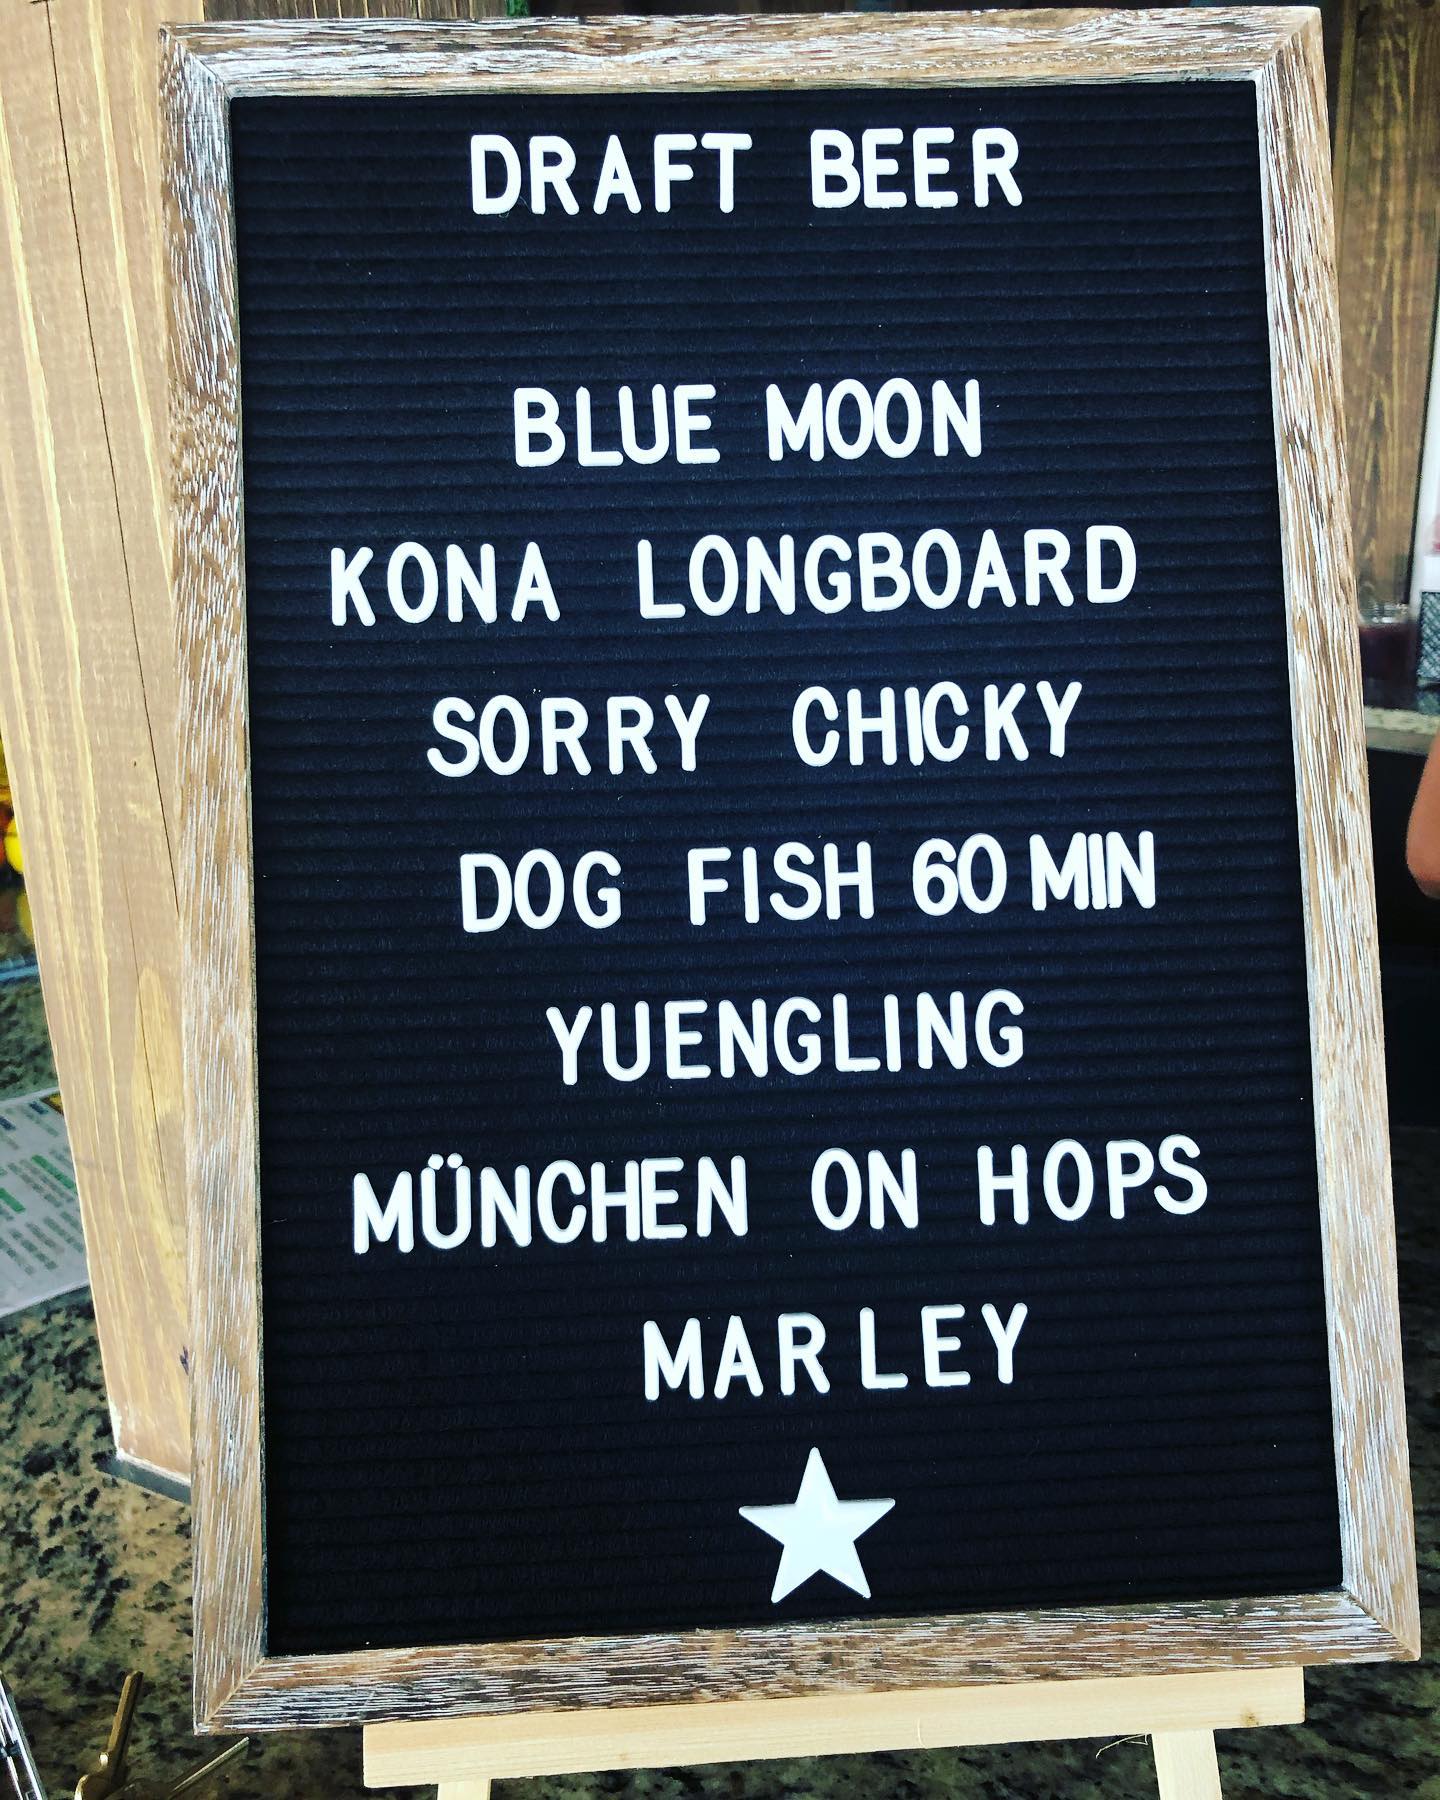 DRAFT BEER
BLUE MOON
KONA LONGBOARD
SORRY CHICKY
DOG FISH 60 MIN
YUENGLING
MÜNCHEN ON HOPS
MARLEY